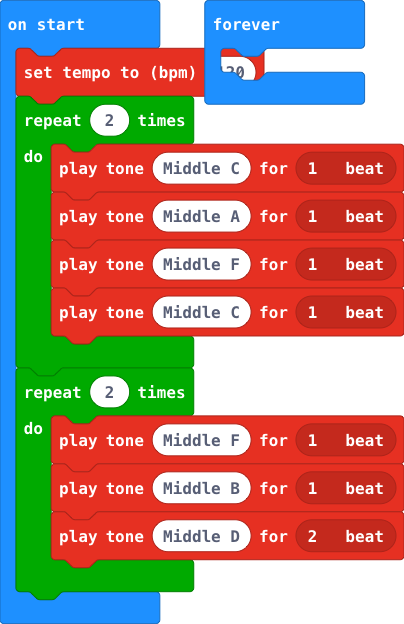 on start
forever
set tempo to (bpm)
repeat 2 times
do
play tone Middle C for 1 beat
play tone Middle A for 1 beat
play tone Middle F for 1 beat
play tone Middle C for 1 beat
repeat 2 times
do
play tone Middle F for 1 beat
play tone Middle B for 1 beat
play tone Middle D for 2 beat